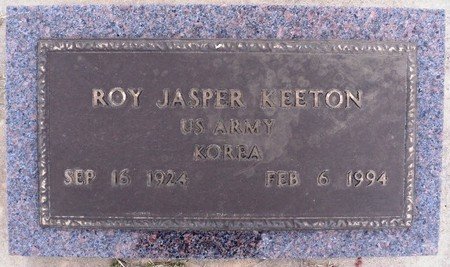 ROY JASPER KEETON
US ARMY
KOREA
SEP 16 1924 FEB 6 1994